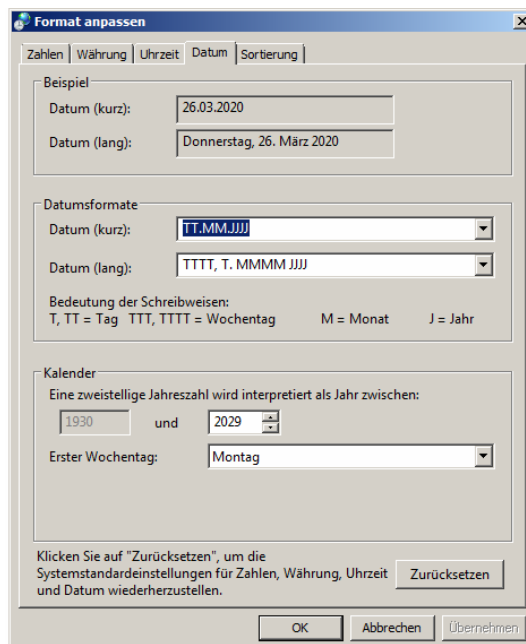 Format anpassen
Zahlen Währung Uhrzeit Datum Sortierung
Beispiel
Datum (kurz): 26.03.2020
Datum (lang): Donnerstag, 26. März 2020
Datumsformate
Datum (kurz): TT.MM.JJJJ
Datum (lang): TTTT, T. MMMM JJJJ
Bedeutung der Schreibweisen:
T, TT = Tag TTT, TTTT = Wochentag M = Monat J = Jahr
Kalender
Eine zweistellige Jahreszahl wird interpretiert als Jahr zwischen:
1930 und 2029
Erster Wochentag: Montag
Klicken Sie auf "Zurücksetzen", um die
Systemstandardeinstellungen für Zahlen, Währung, Uhrzeit
und Datum wiederherzustellen.
Zurücksetzen
OK Abbrechen Übernehmen